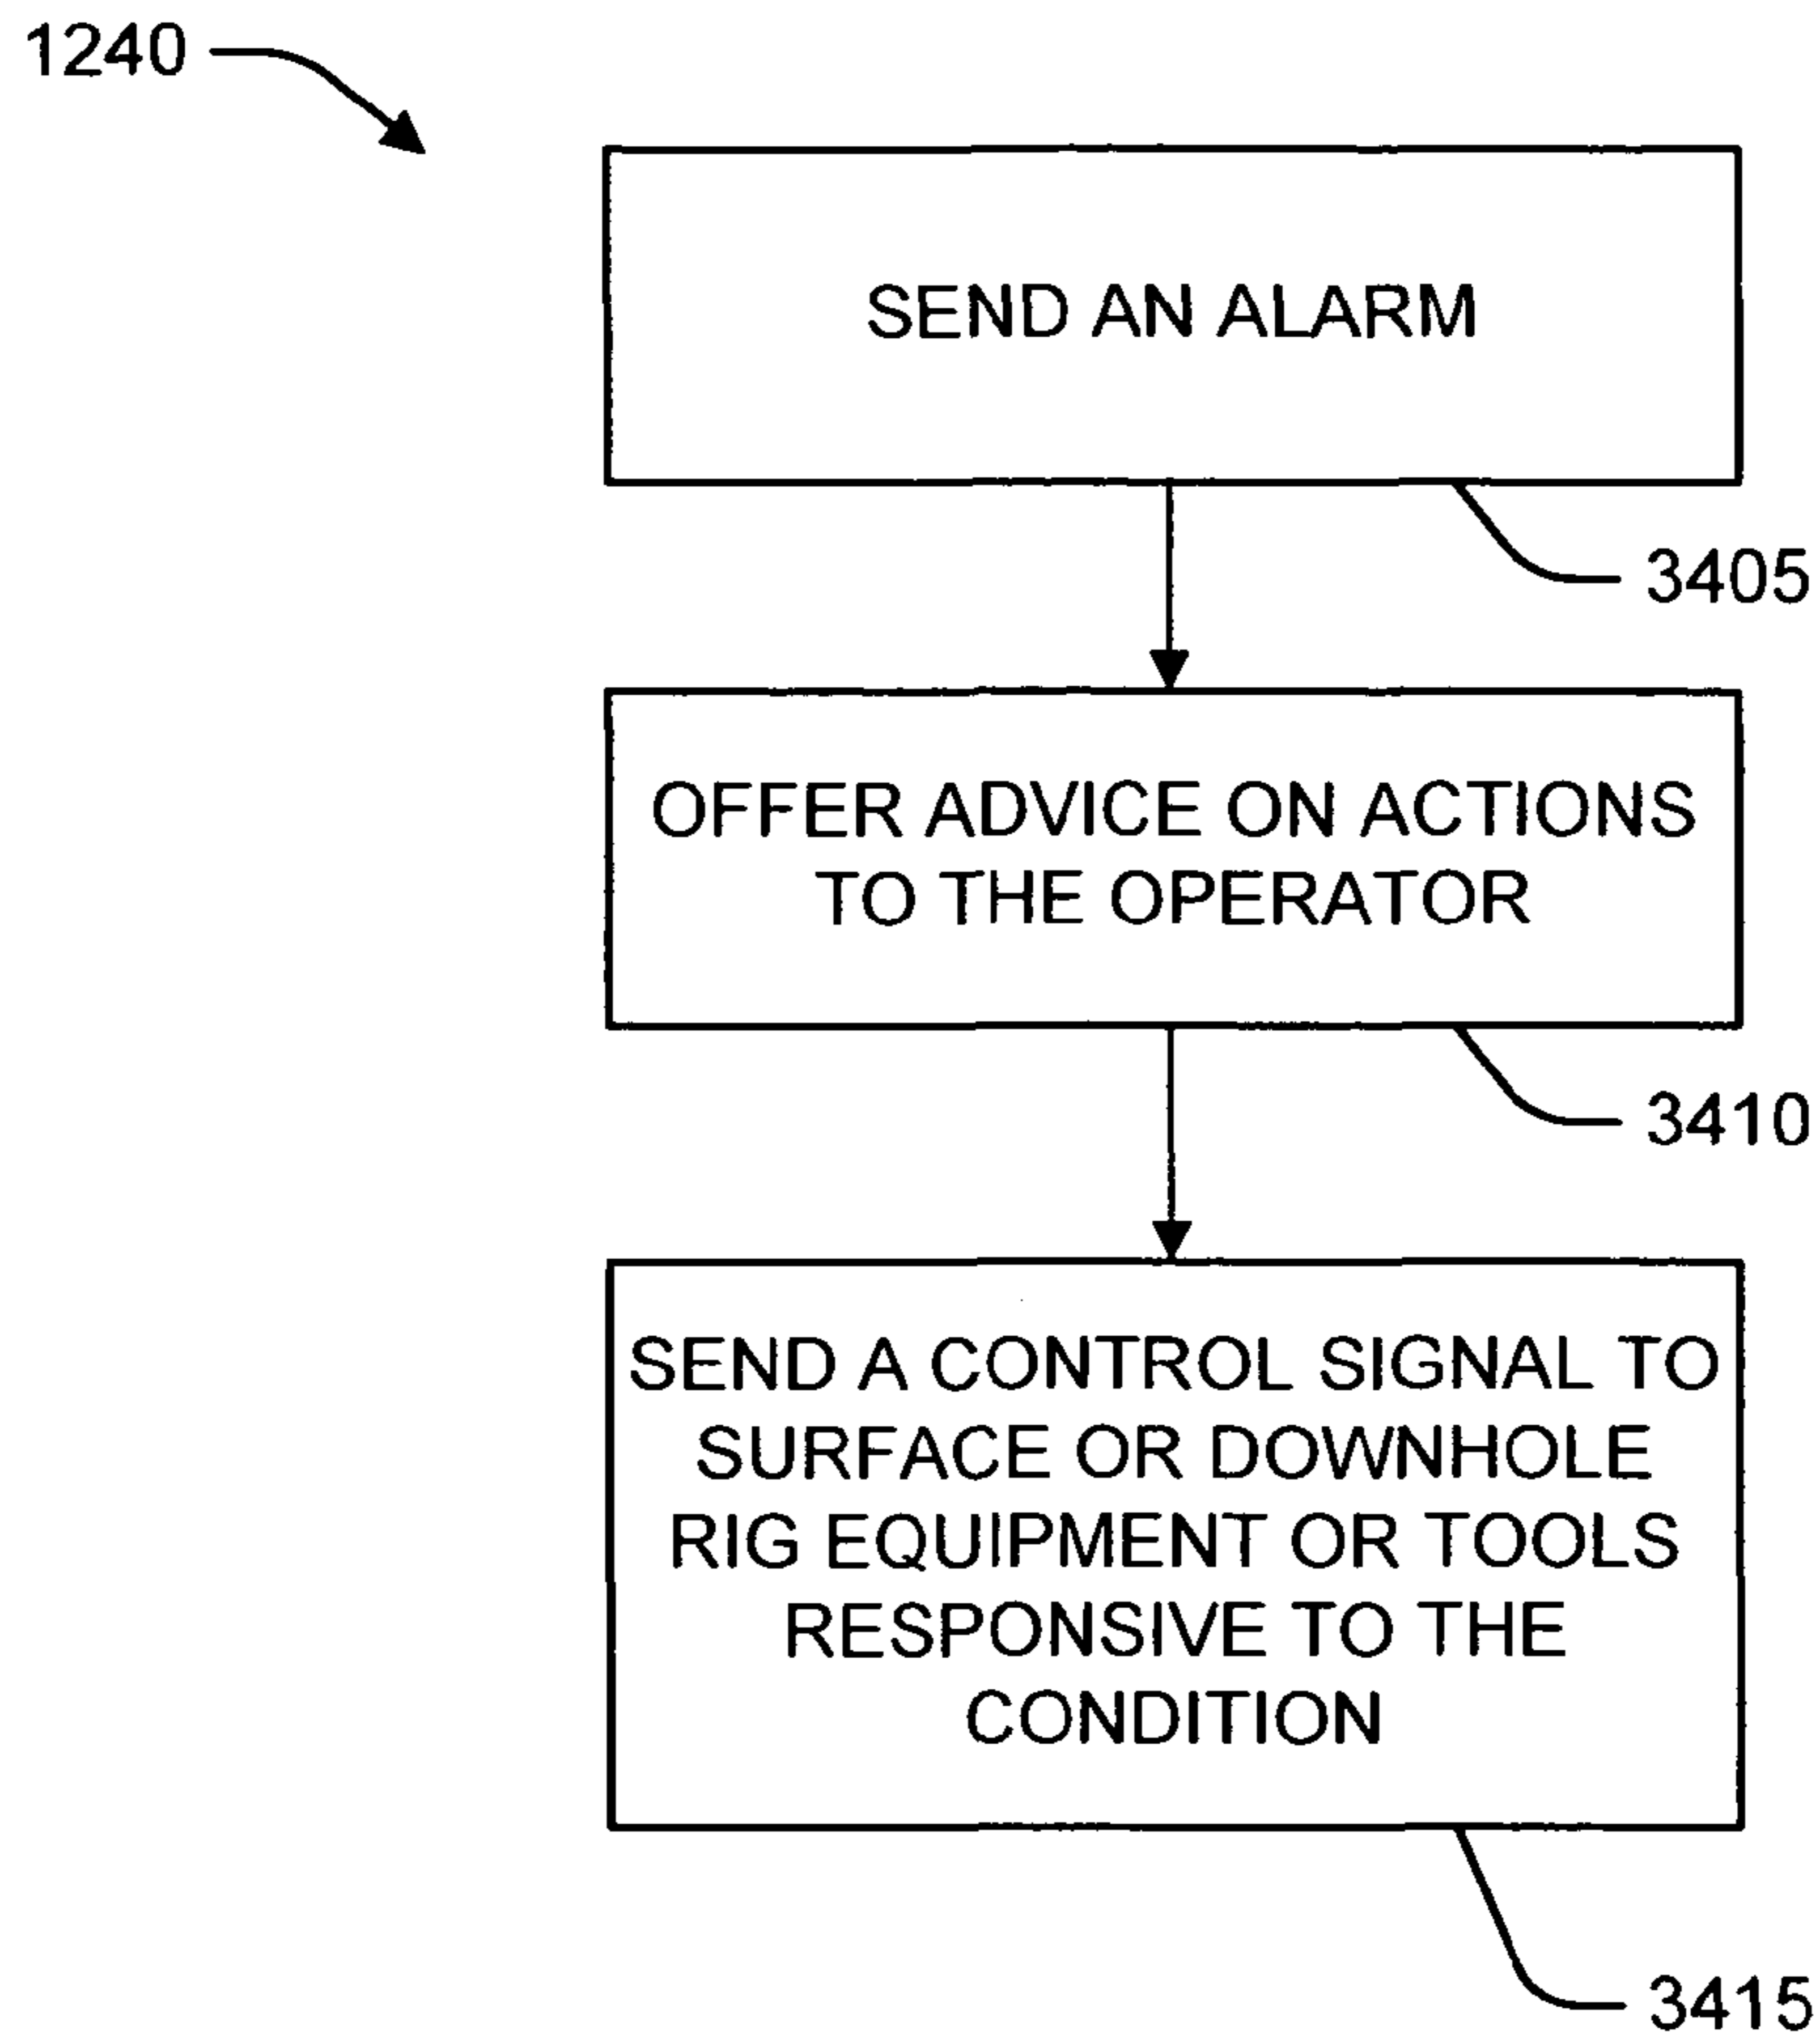 1240
SEND AN ALARM
3405
OFFER ADVICE ON ACTIONS
TO THE OPERATOR
3410
SEND A CONTROL SIGNAL TO
SURFACE OR DOWNHOLE
RIG EQUIPMENT OR TOOLS
RESPONSIVE TO THE
CONDITION
3415